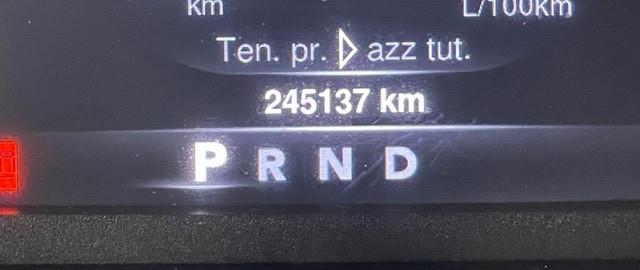 km L/100km
Ten. pr. ▷ azz tut.
245137 km
P R N D